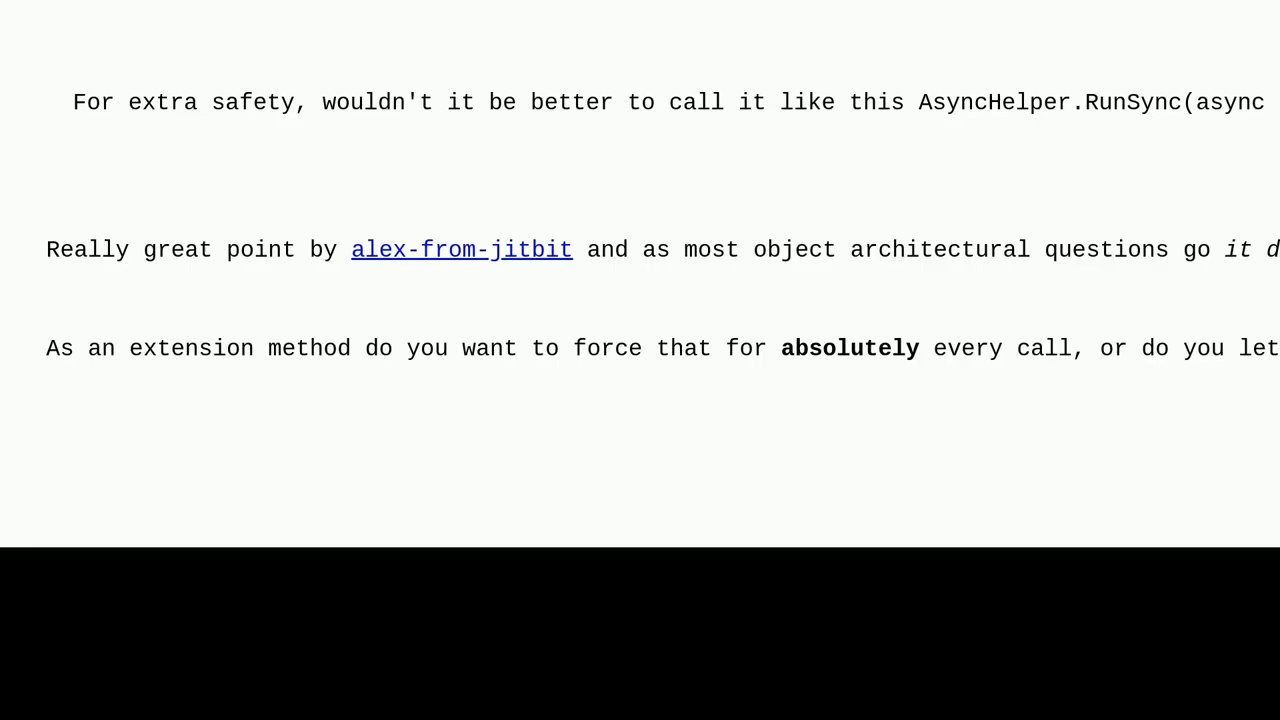 For extra safety, wouldn't it be better to call it like this AsyncHelper.RunSync(async
Really great point by alex-from-jitbit and as most object architectural questions go it d
As an extension method do you want to force that for absolutely every call, or do you let